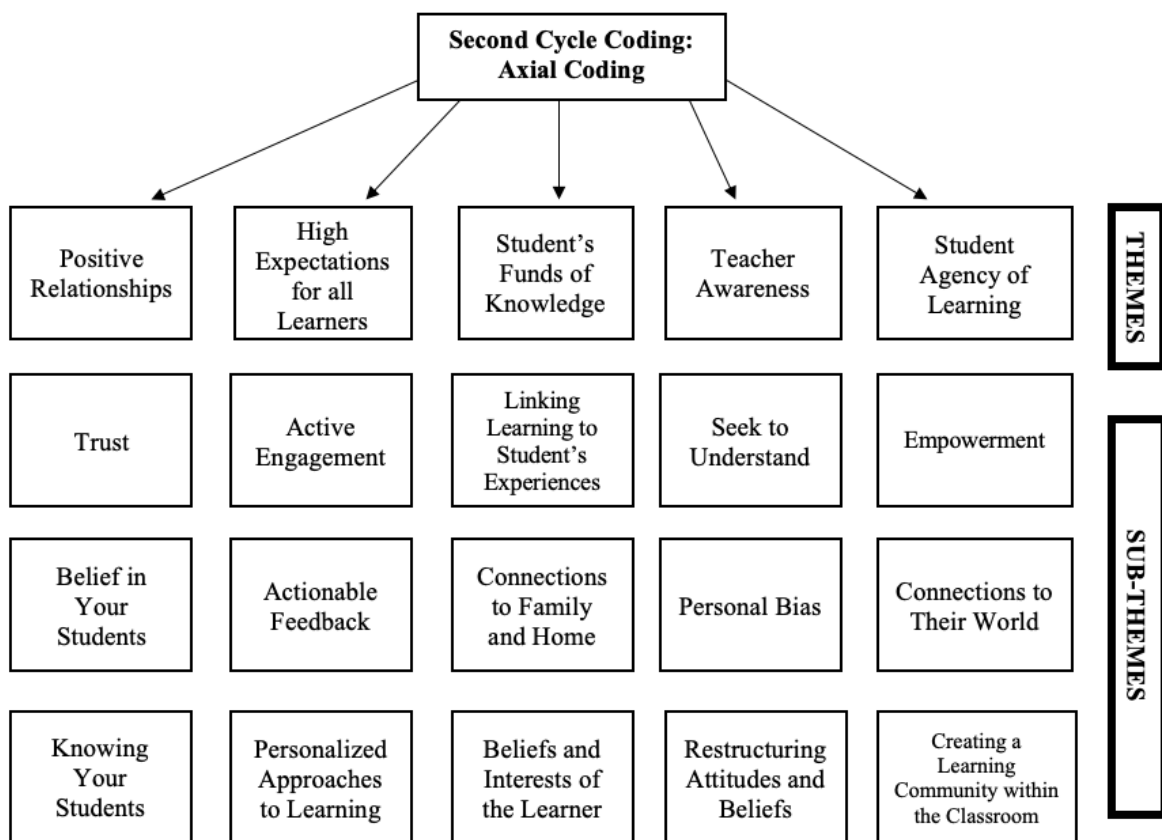 Second Cycle Coding:
Axial Coding
Positive
Relationships
High
Expectations
for all
Learners
Student's
Funds of
Knowledge
Teacher
Awareness
Student
Agency of
Learning
THEMES
Trust
Active
Engagement
Linking
Learning to
Student's
Experiences
Seek to
Understand
Empowerment
SUB-THEMES
Belief in
Your
Students
Actionable
Feedback
Connections
to Family
and Home
Personal Bias
Connections to
Their World
Knowing
Your
Students
Personalized
Approaches
to Learning
Beliefs and
Interests of
the Learner
Restructuring
Attitudes and
Beliefs
Creating a
Learning
Community within
the Classroom